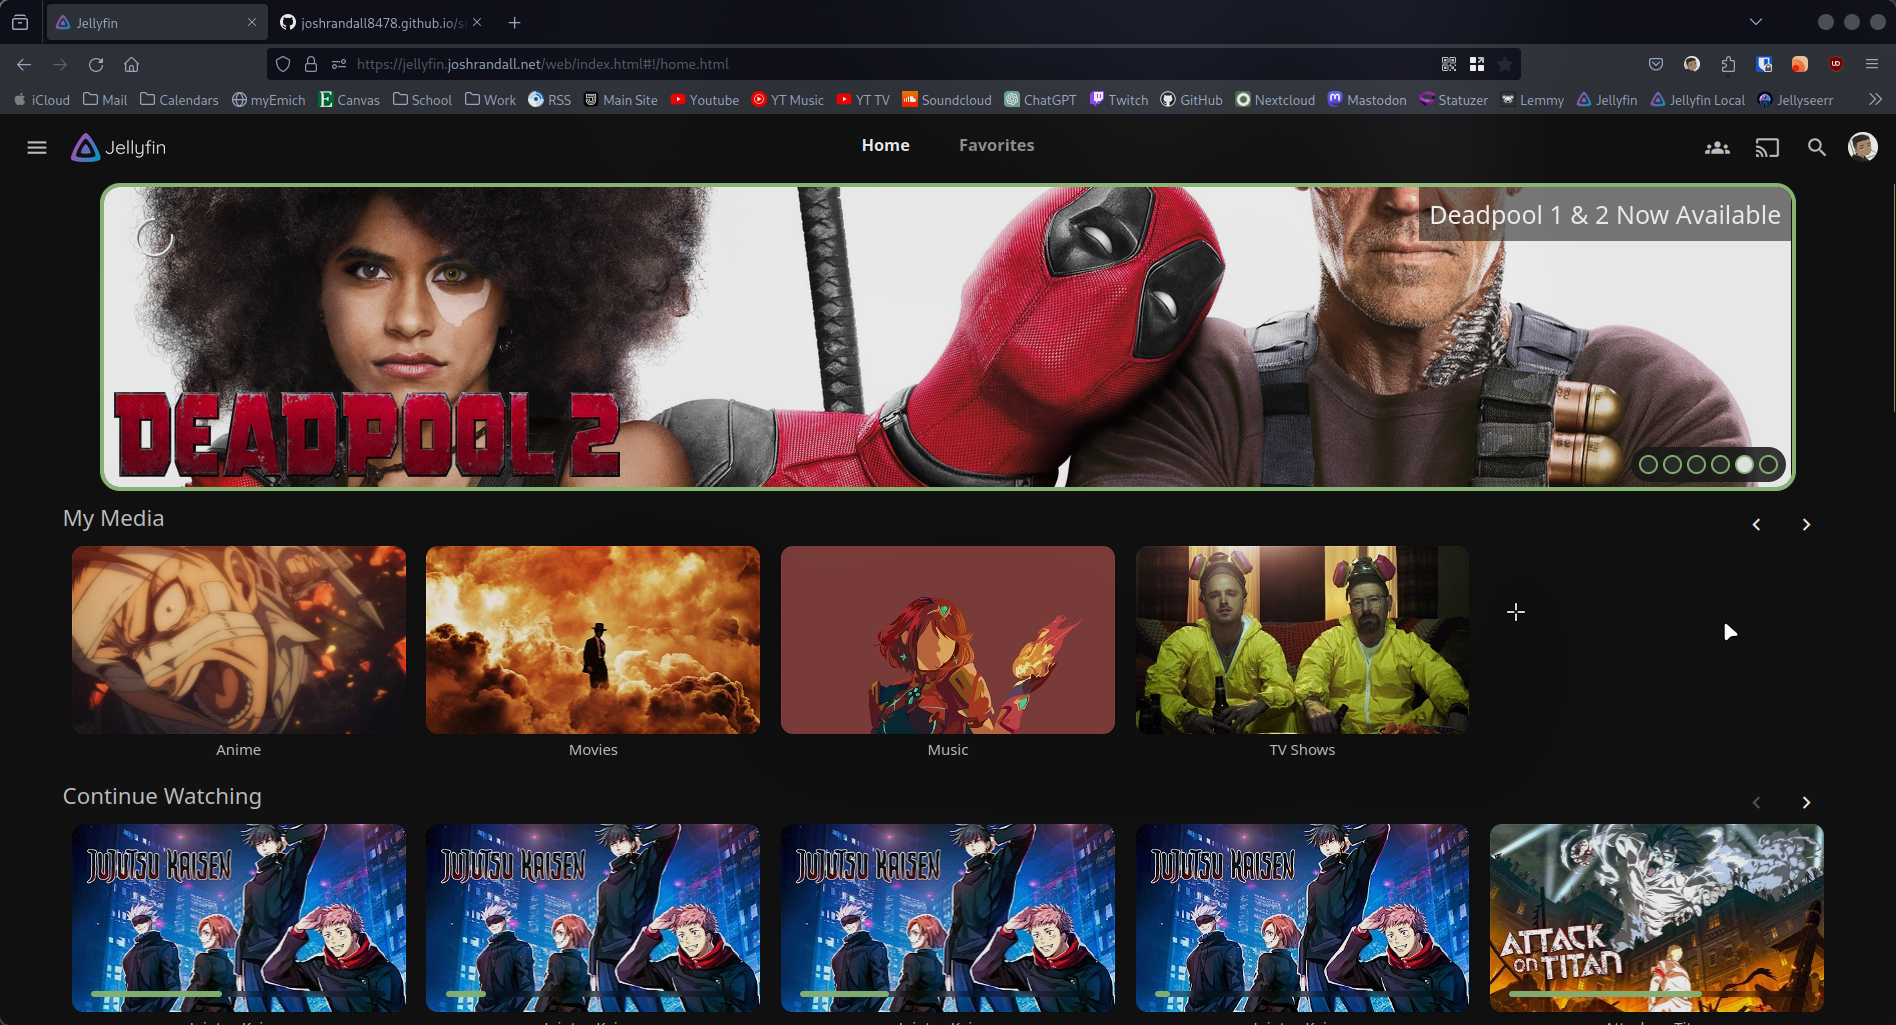 Jellyfin
joshrandall8478.github.io/s
https://jellyfin.joshrandall.net/web/index.html#!/home.html
iCloud Mail Calendars myEmich Canvas School Work RSS Main Site Youtube YT Music YT TV Soundcloud ChatGPT Twitch GitHub Nextcloud Mastodon Statuzer Lemmy Jellyfin Jellyfin Local Jellyseerr
Jellyfin Home Favorites
Deadpool 1 & 2 Now Available
DEADPOOL 2
My Media
Anime Movies Music TV Shows
Continue Watching
JUJUTSU KAISEN JUJUTSU KAISEN JUJUTSU KAISEN JUJUTSU KAISEN
ATTACK
ON TITAN